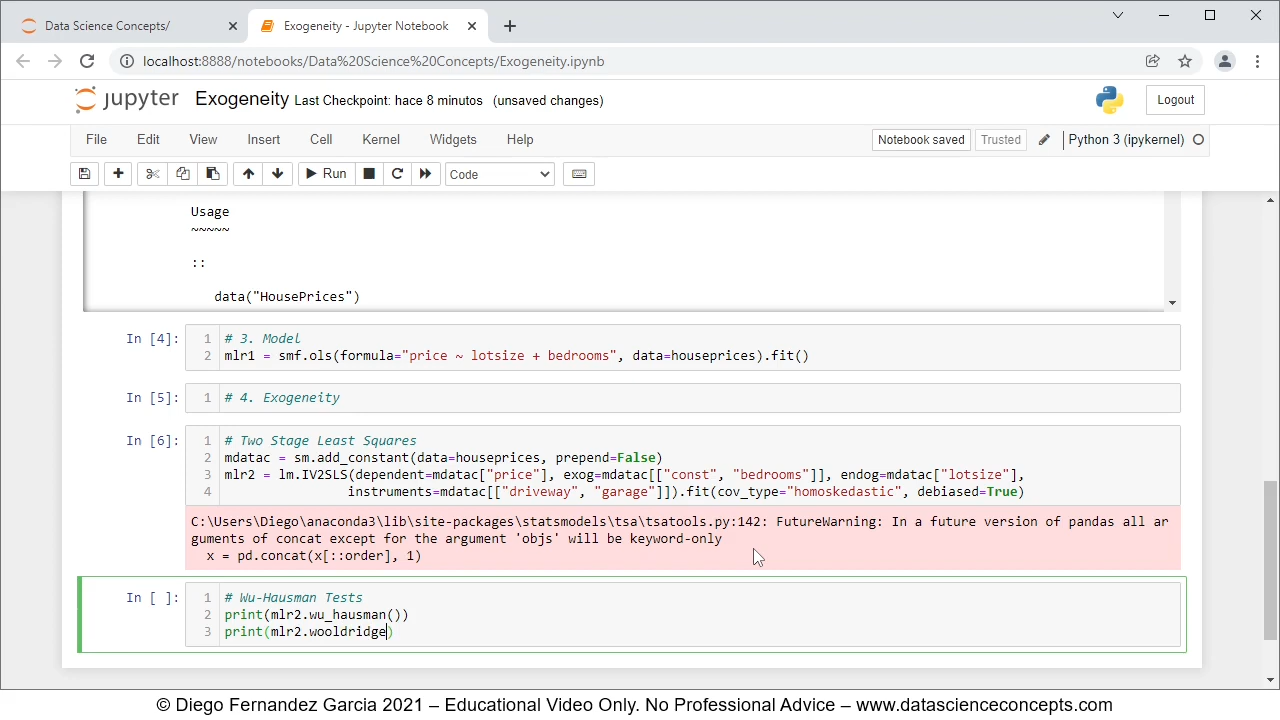 Data Science Concepts/
Exogeneity - Jupyter Notebook
localhost:8888/notebooks/Data%20Science%20Concepts/Exogeneity.ipynb
jupyter Exogeneity Last Checkpoint: hace 8 minutos (unsaved changes)
Logout
File Edit View Insert Cell Kernel Widgets Help
Notebook saved Trusted Python 3 (ipykernel)
Run Code
Usage
~~~~~
::
data("HousePrices")
In [4]: 1 # 3. Model
2 mlr1 = smf.ols(formula="price ~ lotsize + bedrooms", data=houseprices).fit()
In [5]: 1 # 4. Exogeneity
In [6]: 1 # Two Stage Least Squares
2 mdatac = sm.add_constant(data=houseprices, prepend=False)
3 mlr2 = lm.IV2SLS(dependent=mdatac["price"], exog=mdatac[["const", "bedrooms"]], endog=mdatac["lotsize"],
4 instruments=mdatac[["driveway", "garage"]]).fit(cov_type="homoskedastic", debiased=True)
C:\Users\Diego\anaconda3\lib\site-packages\statsmodels\tsa\tsatools.py:142: FutureWarning: In a future version of pandas all ar
guments of concat except for the argument 'objs' will be keyword-only
x = pd.concat(x[::order], 1)
In [ ]: 1 # Wu-Hausman Tests
2 print(mlr2.wu_hausman())
3 print(mlr2.wooldridge)
© Diego Fernandez Garcia 2021 – Educational Video Only. No Professional Advice – www.datascienceconcepts.com